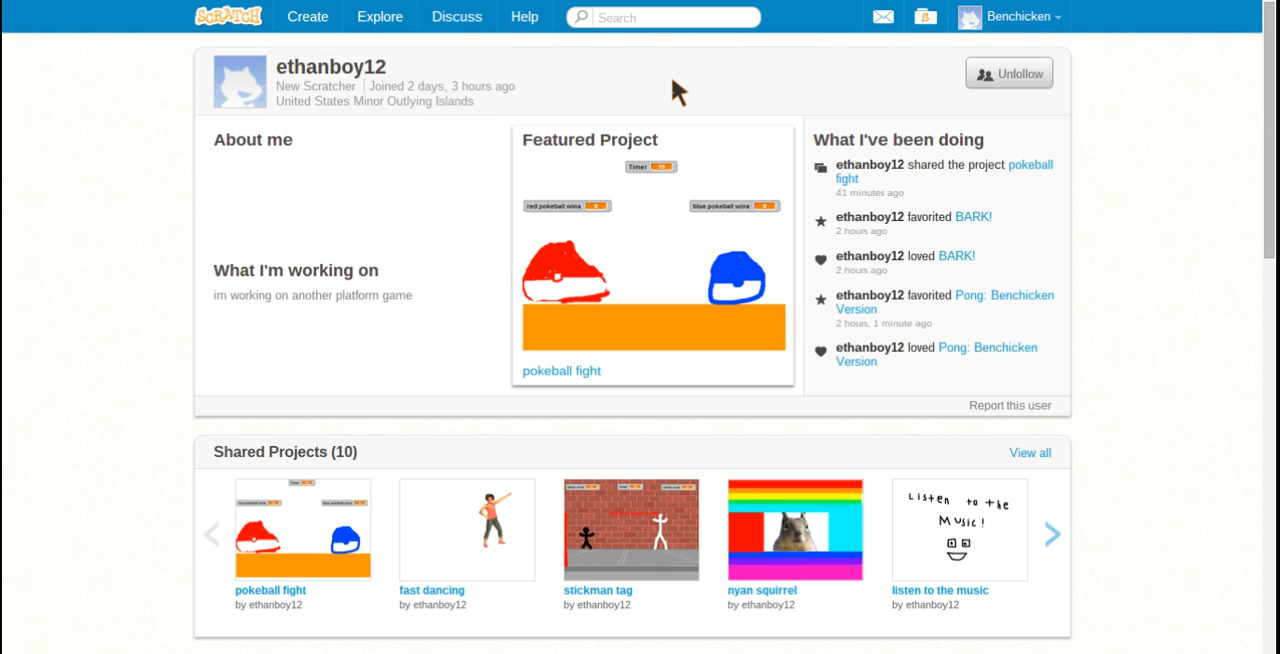 SCRATCH
Create
Explore
Discuss
Help
Search
Benchicken
ethanboy12
New Scratcher | Joined 2 days, 3 hours ago
United States Minor Outlying Islands
Unfollow
About me
What I'm working on
im working on another platform game
Featured Project
Timer
red pokeball wins 0
blue pokeball wins 0
pokeball fight
What I've been doing
ethanboy12 shared the project pokeball
fight
41 minutes ago
ethanboy12 favorited BARK!
2 hours ago
ethanboy12 loved BARK!
2 hours ago
ethanboy12 favorited Pong: Benchicken
Version
2 hours, 1 minute ago
ethanboy12 loved Pong: Benchicken
Version
Report this user
Shared Projects (10)
View all
Listen to the
Music!
pokeball fight
by ethanboy12
fast dancing
by ethanboy12
stickman tag
by ethanboy12
nyan squirrel
by ethanboy12
listen to the music
by ethanboy12